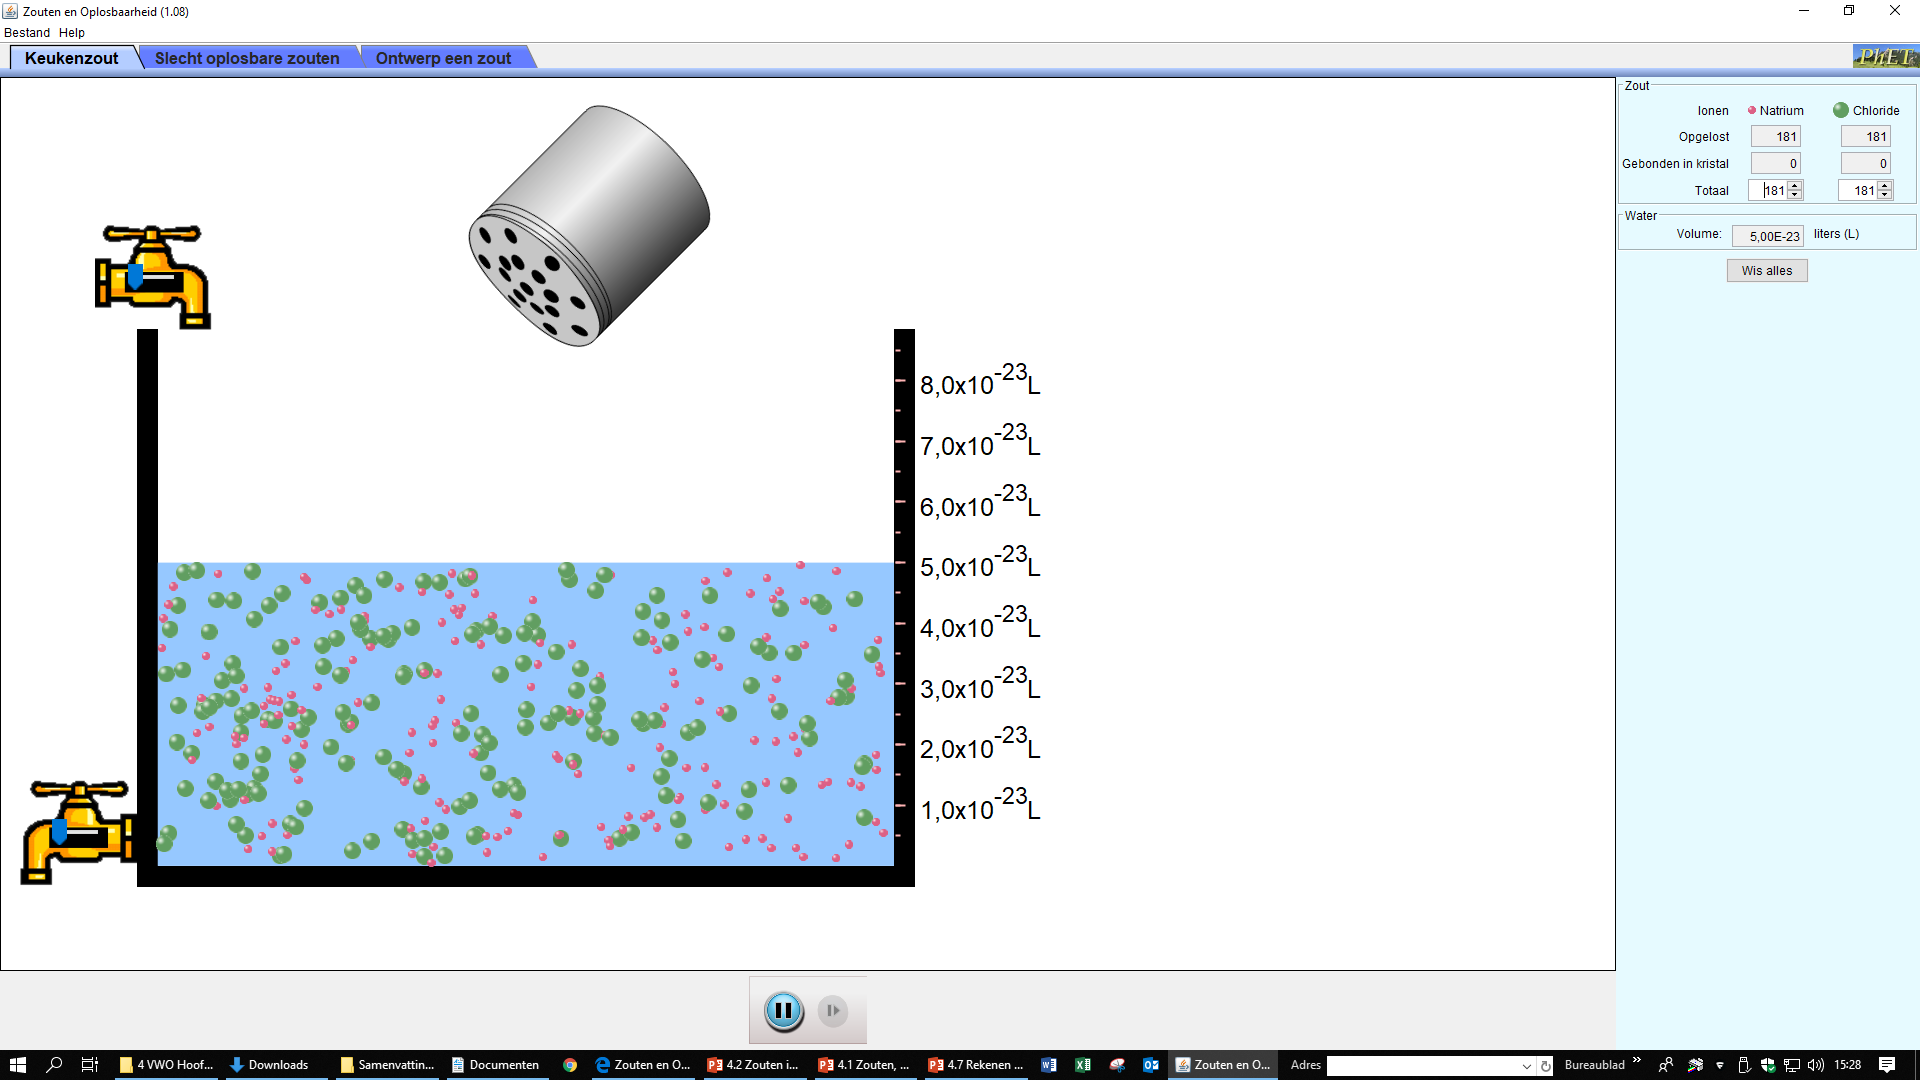 Zouten en Oplosbaarheid (1.08)
Bestand Help
Keukenzout Slecht oplosbare zouten Ontwerp een zout
PhET
Zout
Ionen Natrium Chloride
Opgelost 181 181
Gebonden in kristal 0 0
Totaal 181 181
Water
Volume: 5,00E-23 liters (L)
Wis alles
8,0x10-23L
7,0x10-23L
6,0x10-23L
5,0x10-23L
4,0x10-23L
3,0x10-23L
2,0x10-23L
1,0x10-23L
4 VWO Hoof... Downloads Samenvattin... Documenten Zouten en O... 4.2 Zouten i... 4.1 Zouten, ... 4.7 Rekenen ... Zouten en O... Adres Bureaublad 15:28